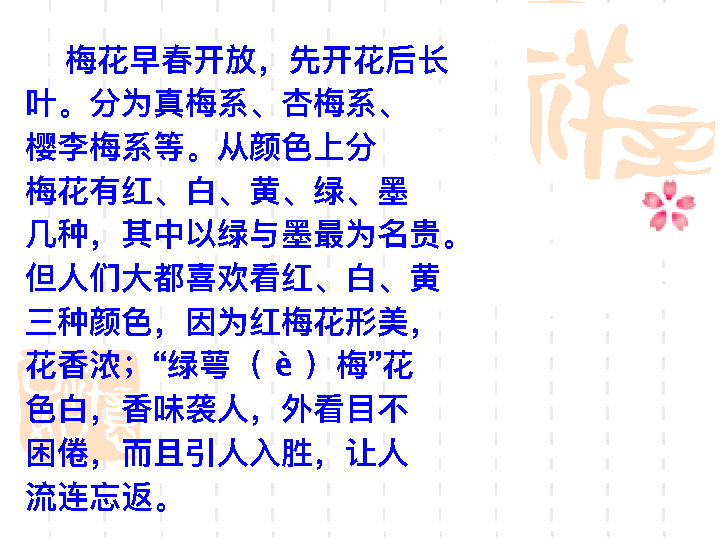 梅花早春开放，先开花后长
叶。分为真梅系、杏梅系、
樱李梅系等。从颜色上分
梅花有红、白、黄、绿、墨
几种，其中以绿与墨最为名贵。
但人们大都喜欢看红、白、黄
三种颜色，因为红梅花形美，
花香浓；“绿萼（è）梅”花
色白，香味袭人，外看目不
困倦，而且引人入胜，让人
流连忘返。